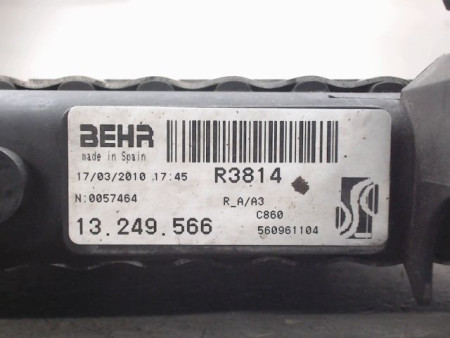 BEHR
made in Spain
17/03/2010 17:45 R3814
N:0057464 R_A/A3
C860
13.249.566 560961104